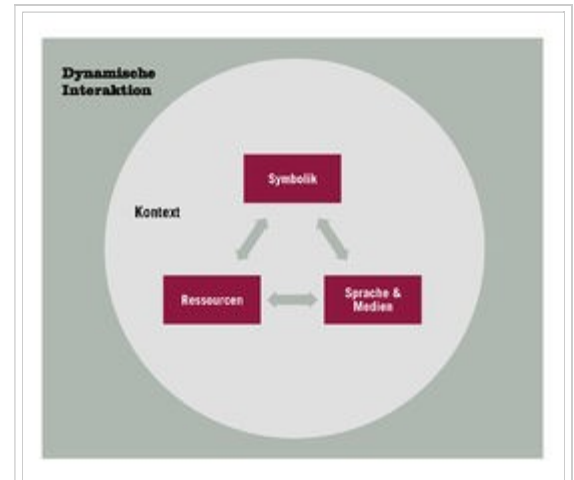 Dynamische
Interaktion
Symbolik
Kontext
Ressourcen
Sprache &
Medien